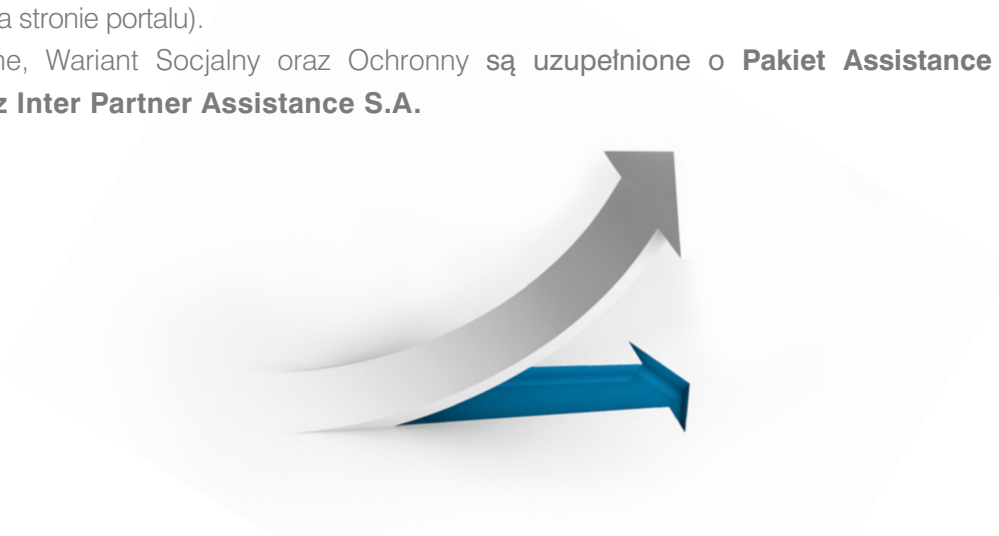 a stronie portalu).
ne, Wariant Socjalny oraz Ochronny są uzupełnione o Pakiet Assistance
z Inter Partner Assistance S.A.